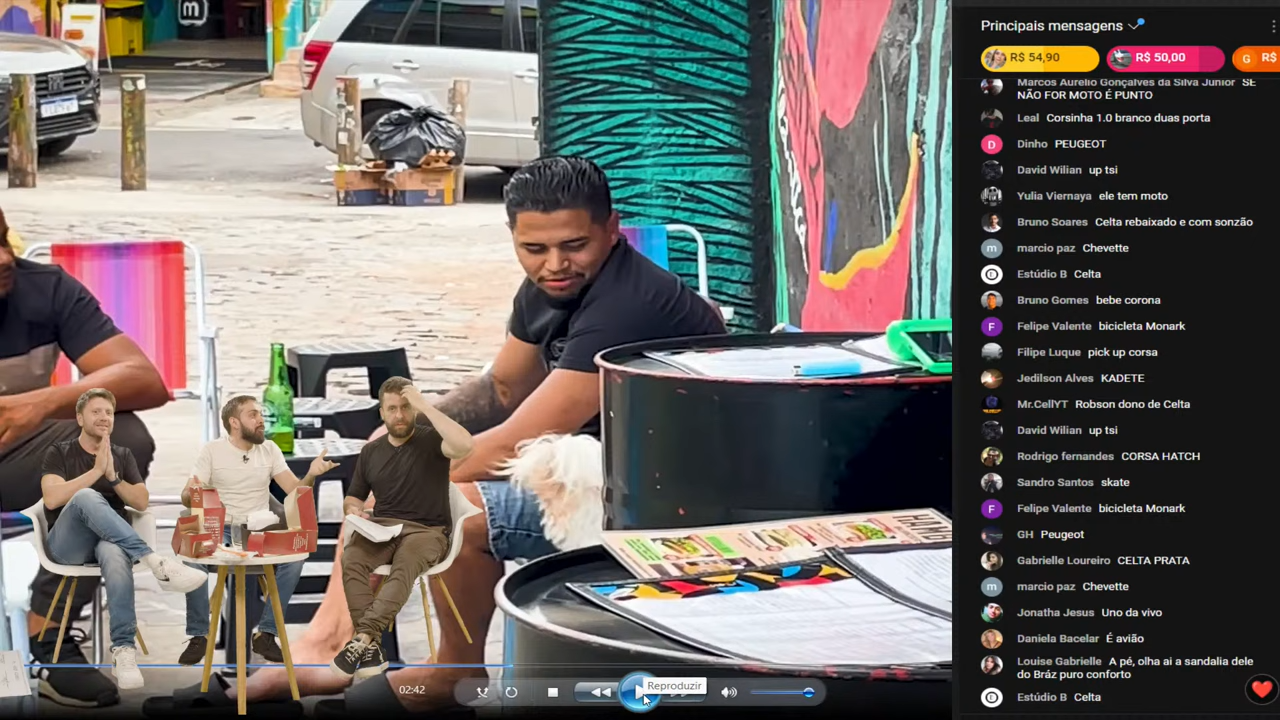 m
Principais mensagens
R$ 54,90
R$ 50,00
G R$
Marcos Aurelio Gonçalves da Silva Junior SE
NÃO FOR MOTO É PUNTO
Leal Corsinha 1.0 branco duas porta
D Dinho PEUGEOT
David Wilian up tsi
Yulia Viernaya ele tem moto
Bruno Soares Celta rebaixado e com sonzão
m marcio paz Chevette
Estúdio B Celta
Bruno Gomes bebe corona
F Felipe Valente bicicleta Monark
Filipe Luque pick up corsa
Jedilson Alves KADETE
Mr.CellYT Robson dono de Celta
David Wilian up tsi
Rodrigo fernandes CORSA HATCH
Sandro Santos skate
F Felipe Valente bicicleta Monark
GH Peugeot
Gabrielle Loureiro CELTA PRATA
m marcio paz Chevette
Jonatha Jesus Uno da vivo
Daniela Bacelar É avião
Louise Gabrielle A pé, olha ai a sandalia dele
do Bráz puro conforto
Estúdio B Celta
02:42
Reproduzir